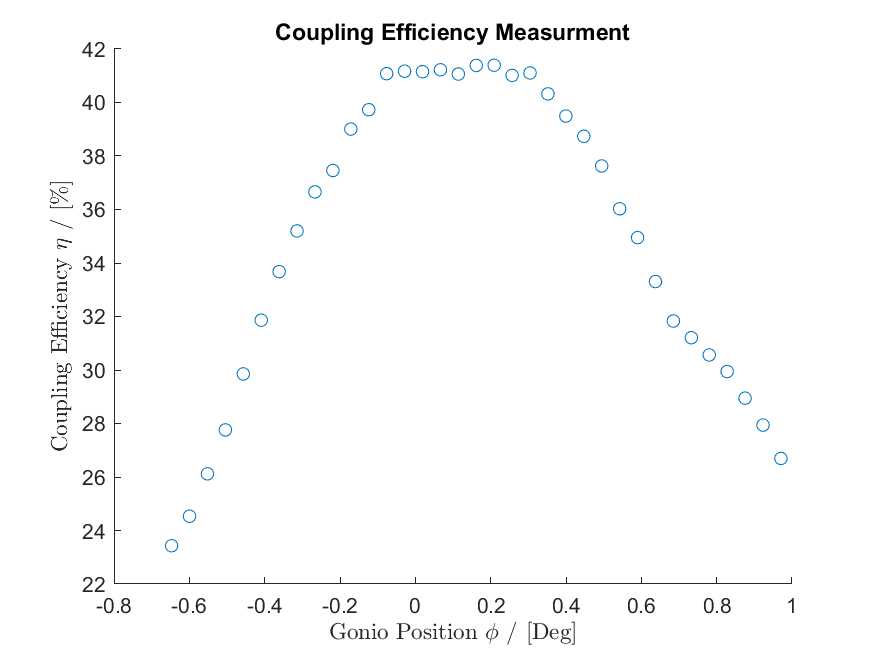 Coupling Efficiency Measurment
42
40
38
36
34
32
30
28
26
24
22
Coupling Efficiency η / [%]
-0.8 -0.6 -0.4 -0.2 0 0.2 0.4 0.6 0.8 1
Gonio Position ϕ / [Deg]